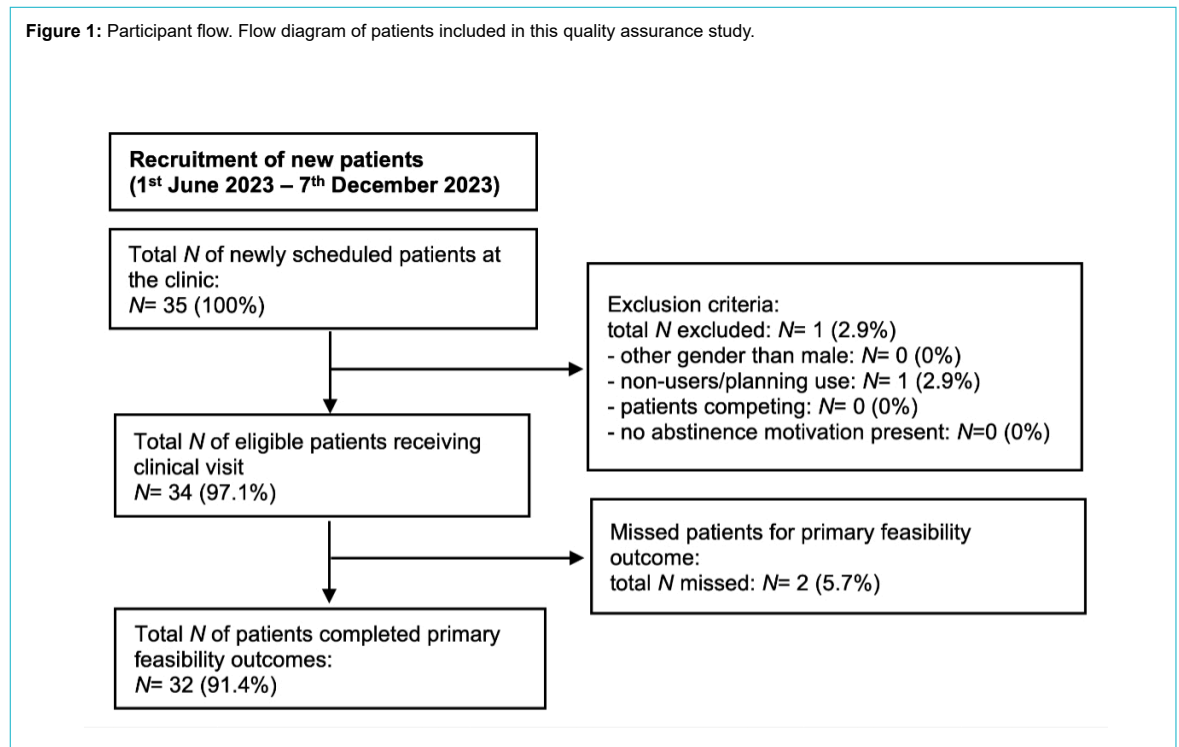 Figure 1: Participant flow. Flow diagram of patients included in this quality assurance study.
Recruitment of new patients
(1st June 2023 – 7th December 2023)
Total N of newly scheduled patients at
the clinic:
N= 35 (100%)
Exclusion criteria:
total N excluded: N= 1 (2.9%)
- other gender than male: N= 0 (0%)
- non-users/planning use: N= 1 (2.9%)
- patients competing: N= 0 (0%)
- no abstinence motivation present: N=0 (0%)
Total N of eligible patients receiving
clinical visit
N= 34 (97.1%)
Missed patients for primary feasibility
outcome:
total N missed: N= 2 (5.7%)
Total N of patients completed primary
feasibility outcomes:
N= 32 (91.4%)